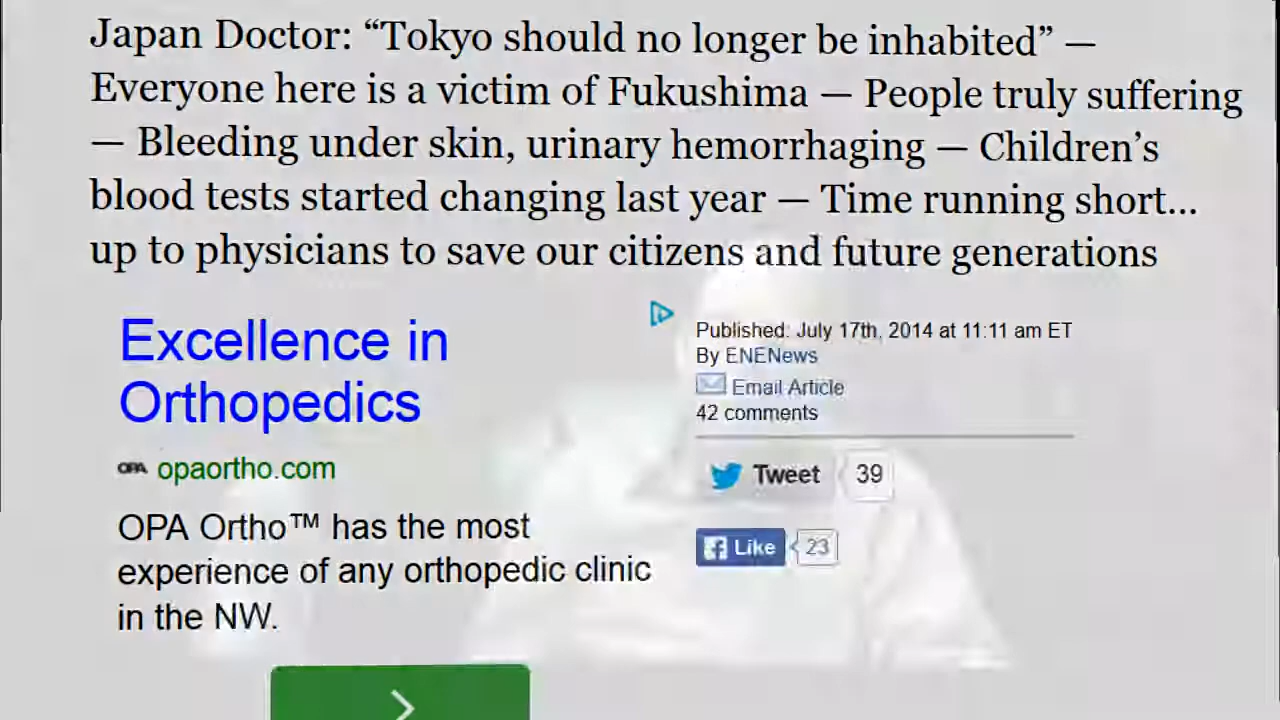 Japan Doctor: “Tokyo should no longer be inhabited” —
Everyone here is a victim of Fukushima — People truly suffering
— Bleeding under skin, urinary hemorrhaging — Children’s
blood tests started changing last year — Time running short...
up to physicians to save our citizens and future generations
Excellence in
Orthopedics
OPA opaortho.com
OPA Ortho™ has the most
experience of any orthopedic clinic
in the NW.
Published: July 17th, 2014 at 11:11 am ET
By ENENews
Email Article
42 comments
Tweet 39
Like 23